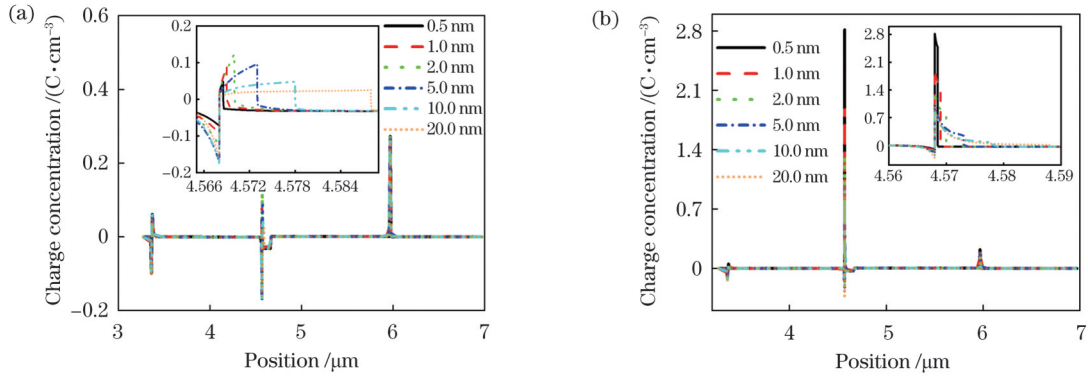 (a)
Charge concentration /(C·cm⁻³)
0.6
0.4
0.2
0
−0.2
3
4
5
6
7
Position /μm
0.2
0.1
0
−0.1
−0.2
4.566
4.572
4.578
4.584
0.5 nm
1.0 nm
2.0 nm
5.0 nm
10.0 nm
20.0 nm
(b)
Charge concentration /(C·cm⁻³)
2.8
2.1
1.4
0.7
0
4
5
6
7
Position /μm
0.5 nm
1.0 nm
2.0 nm
5.0 nm
10.0 nm
20.0 nm
2.8
2.1
1.4
0.7
0
4.56
4.57
4.58
4.59